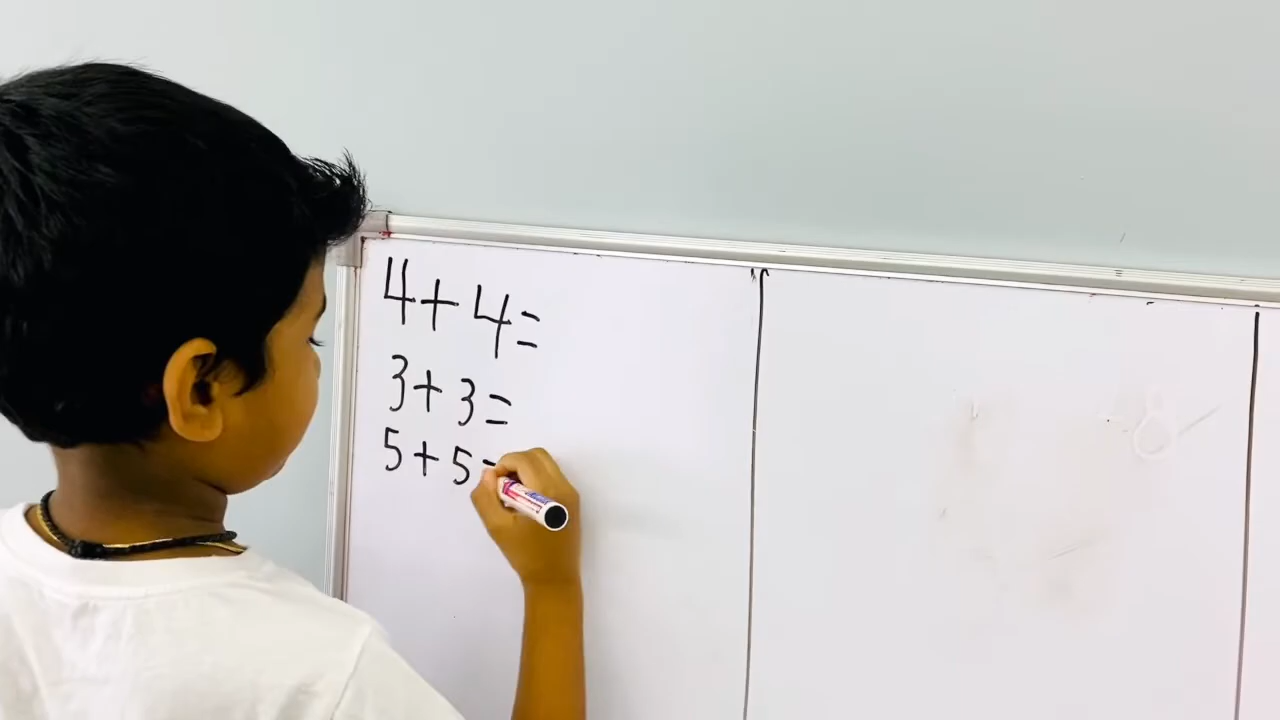 4+4=
3+3=
5+5=